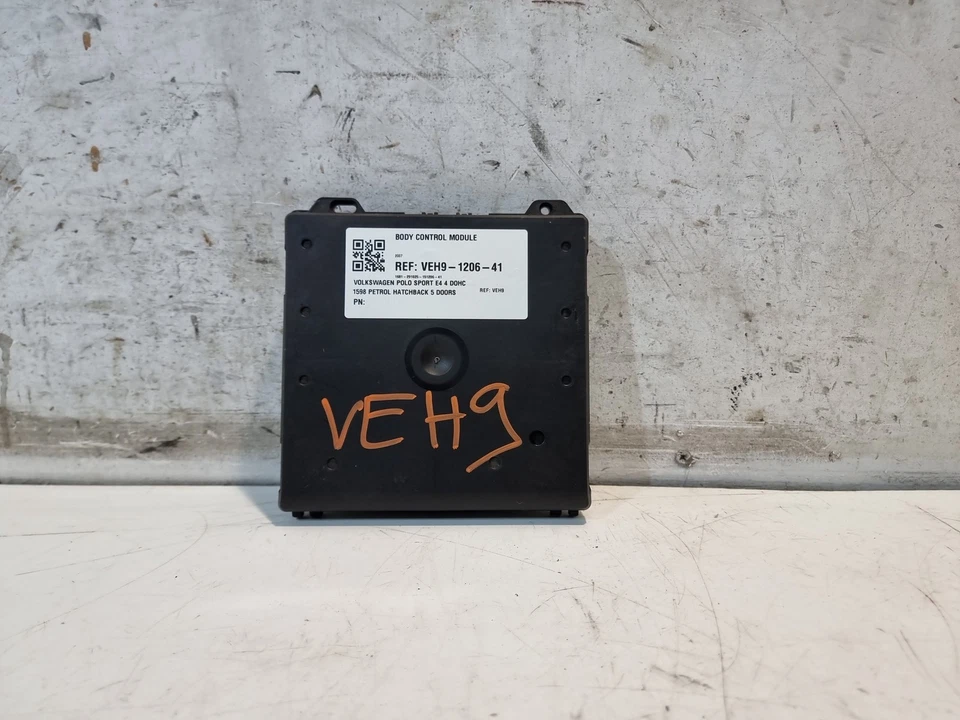 BODY CONTROL MODULE
2007
REF: VEH9-1206-41
VOLKSWAGEN POLO SPORT E4 4 DOHC
1598 PETROL HATCHBACK 5 DOORS REF: VEH9
PN:
VEH9